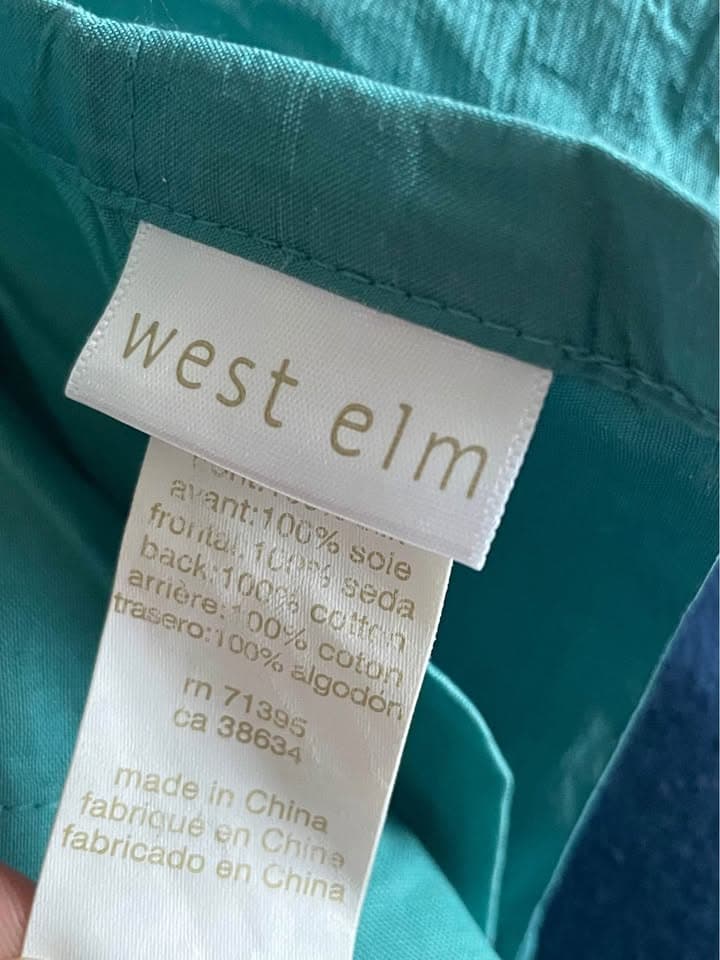 west elm
avant:100% soie
frontal:100% seda
back:100% cotton
arrière:100% coton
trasero:100% algodón
rn 71395
ca 38634
made in China
fabriqué en Chine
fabricado en China